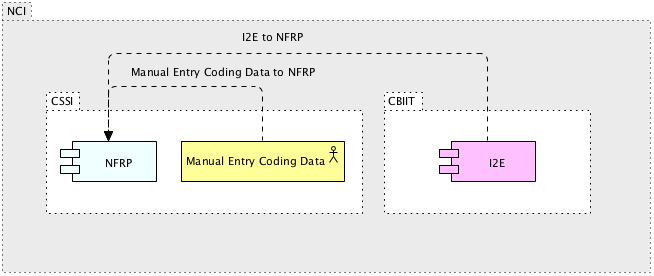 NCI
I2E to NFRP
Manual Entry Coding Data to NFRP
CSSI
CBIIT
NFRP
Manual Entry Coding Data
I2E